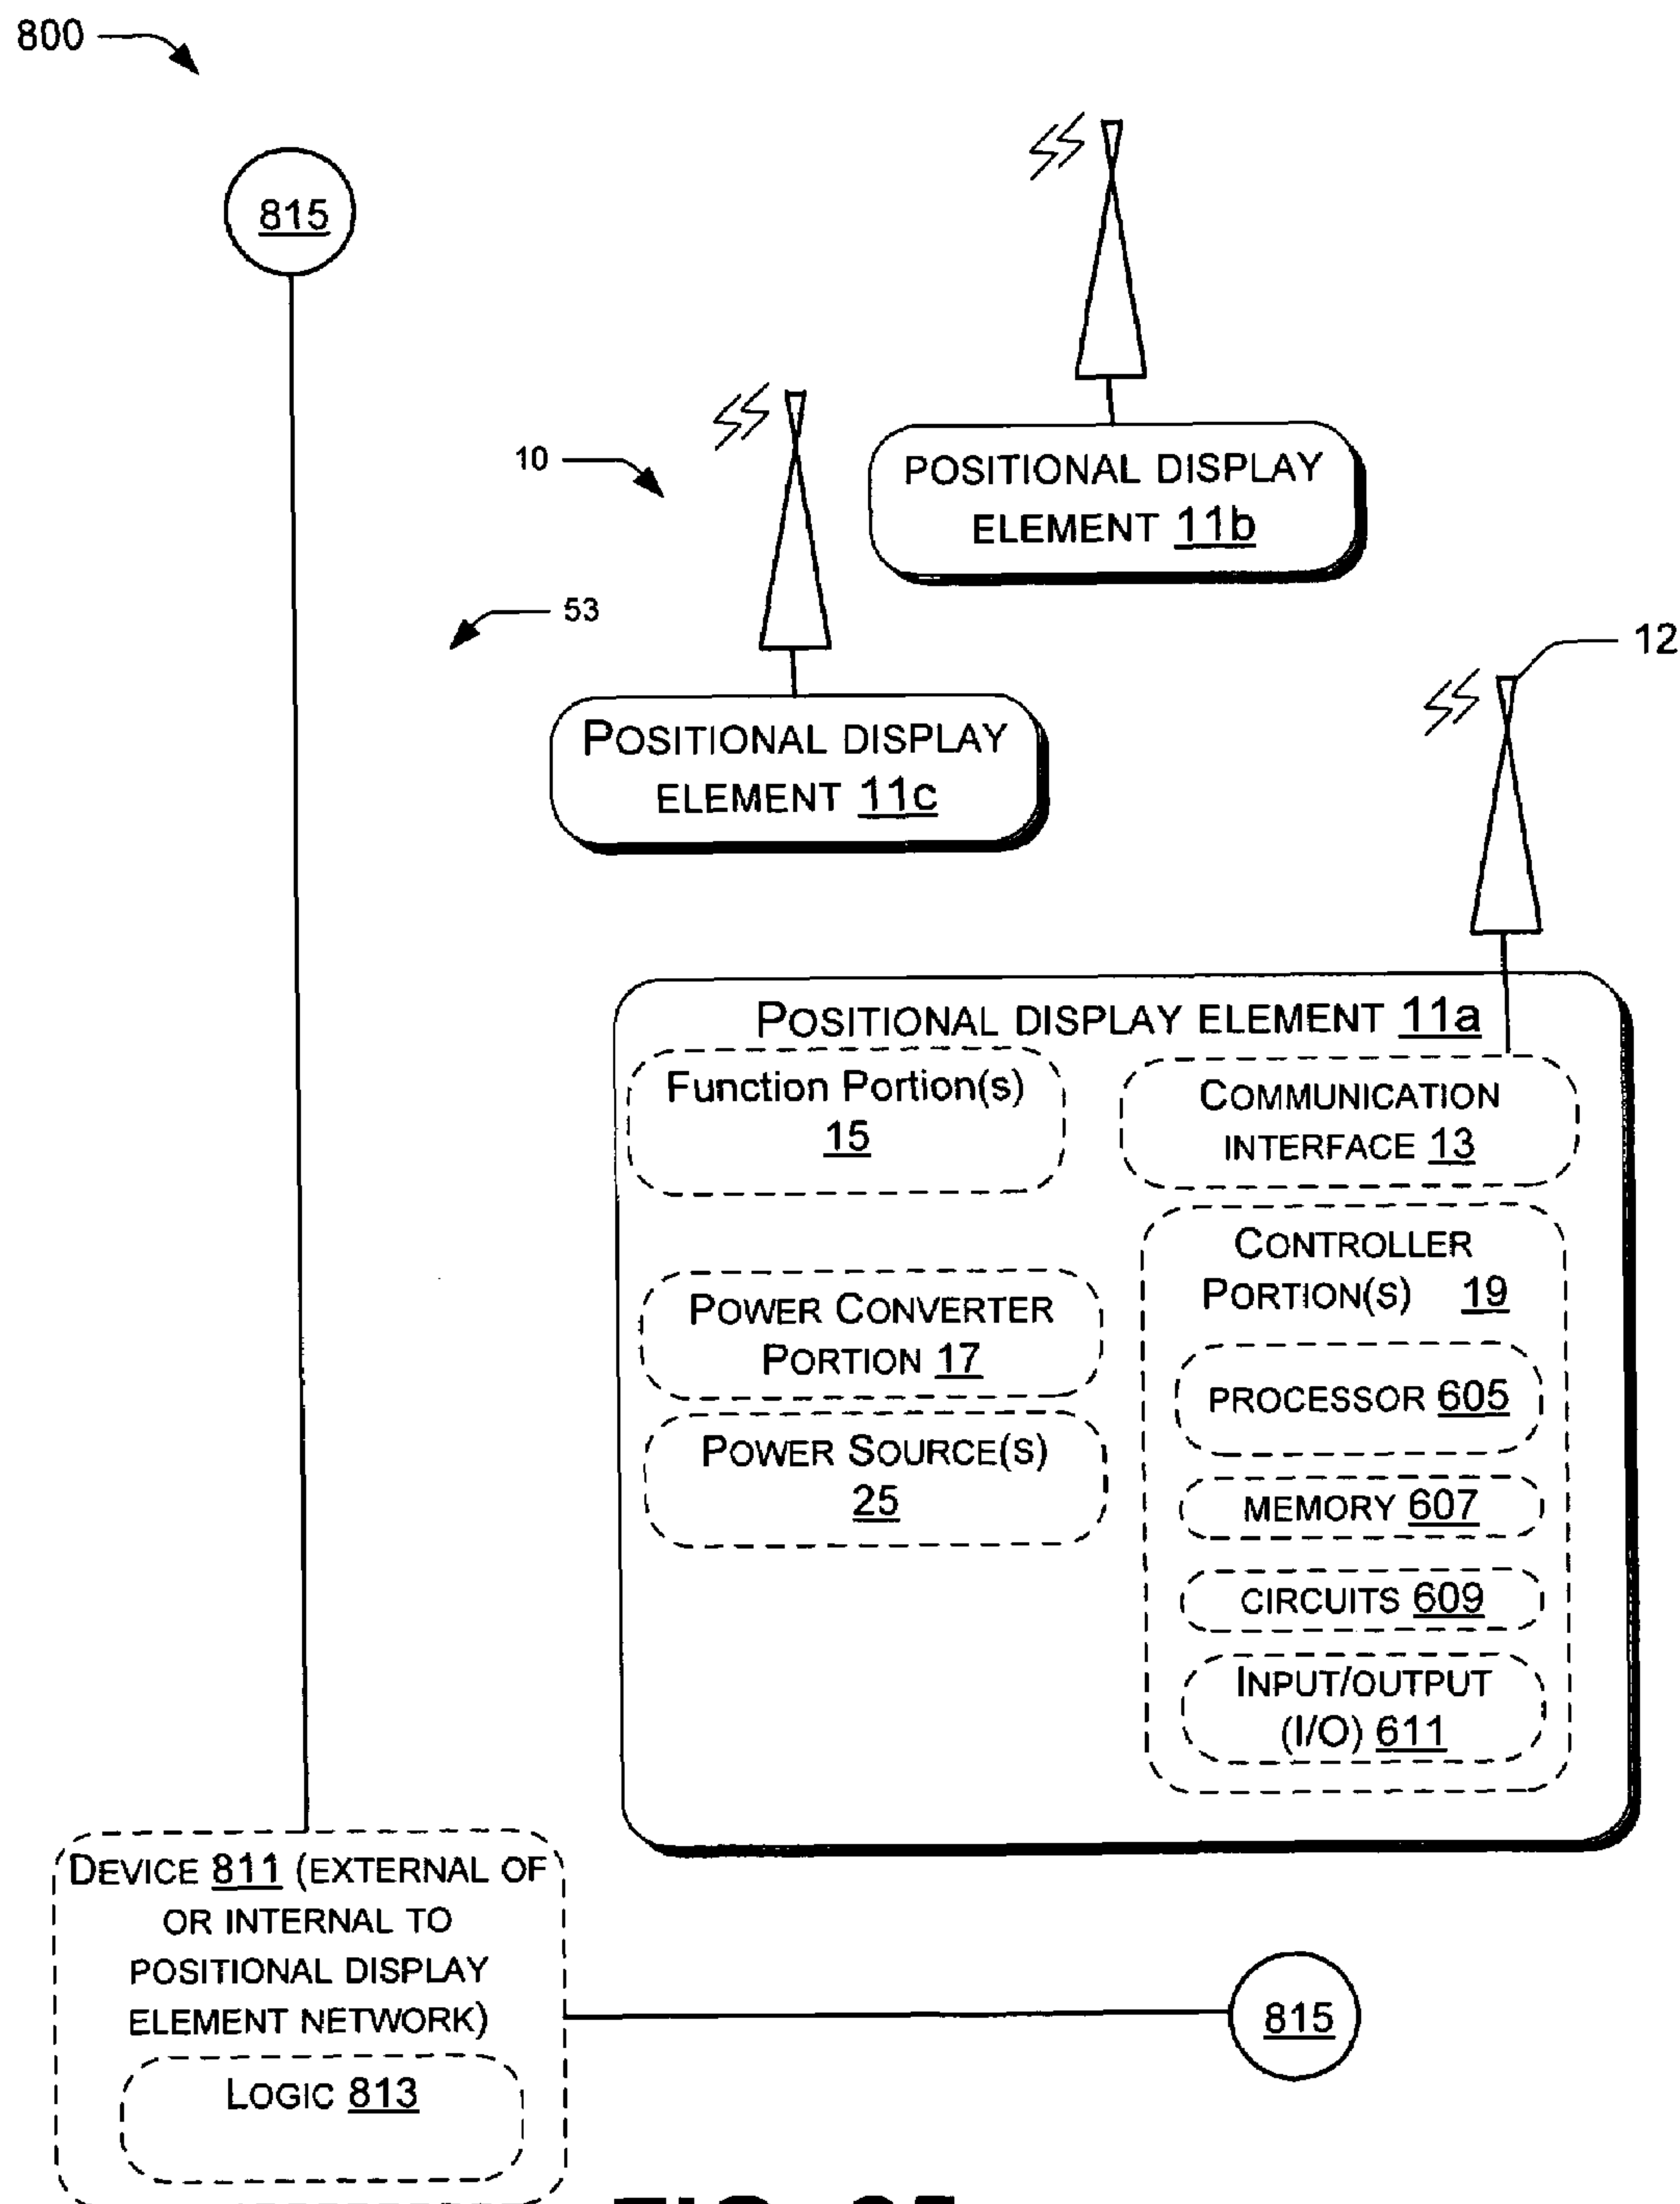 800
815
10
POSITIONAL DISPLAY
ELEMENT 11b
53
POSITIONAL DISPLAY
ELEMENT 11c
12
POSITIONAL DISPLAY ELEMENT 11a
Function Portion(s)
15
COMMUNICATION
INTERFACE 13
POWER CONVERTER
PORTION 17
POWER SOURCE(S)
25
CONTROLLER
PORTION(S) 19
PROCESSOR 605
MEMORY 607
CIRCUITS 609
INPUT/OUTPUT
(I/O) 611
DEVICE 811 (EXTERNAL OF
OR INTERNAL TO
POSITIONAL DISPLAY
ELEMENT NETWORK)
LOGIC 813
815
FIG.